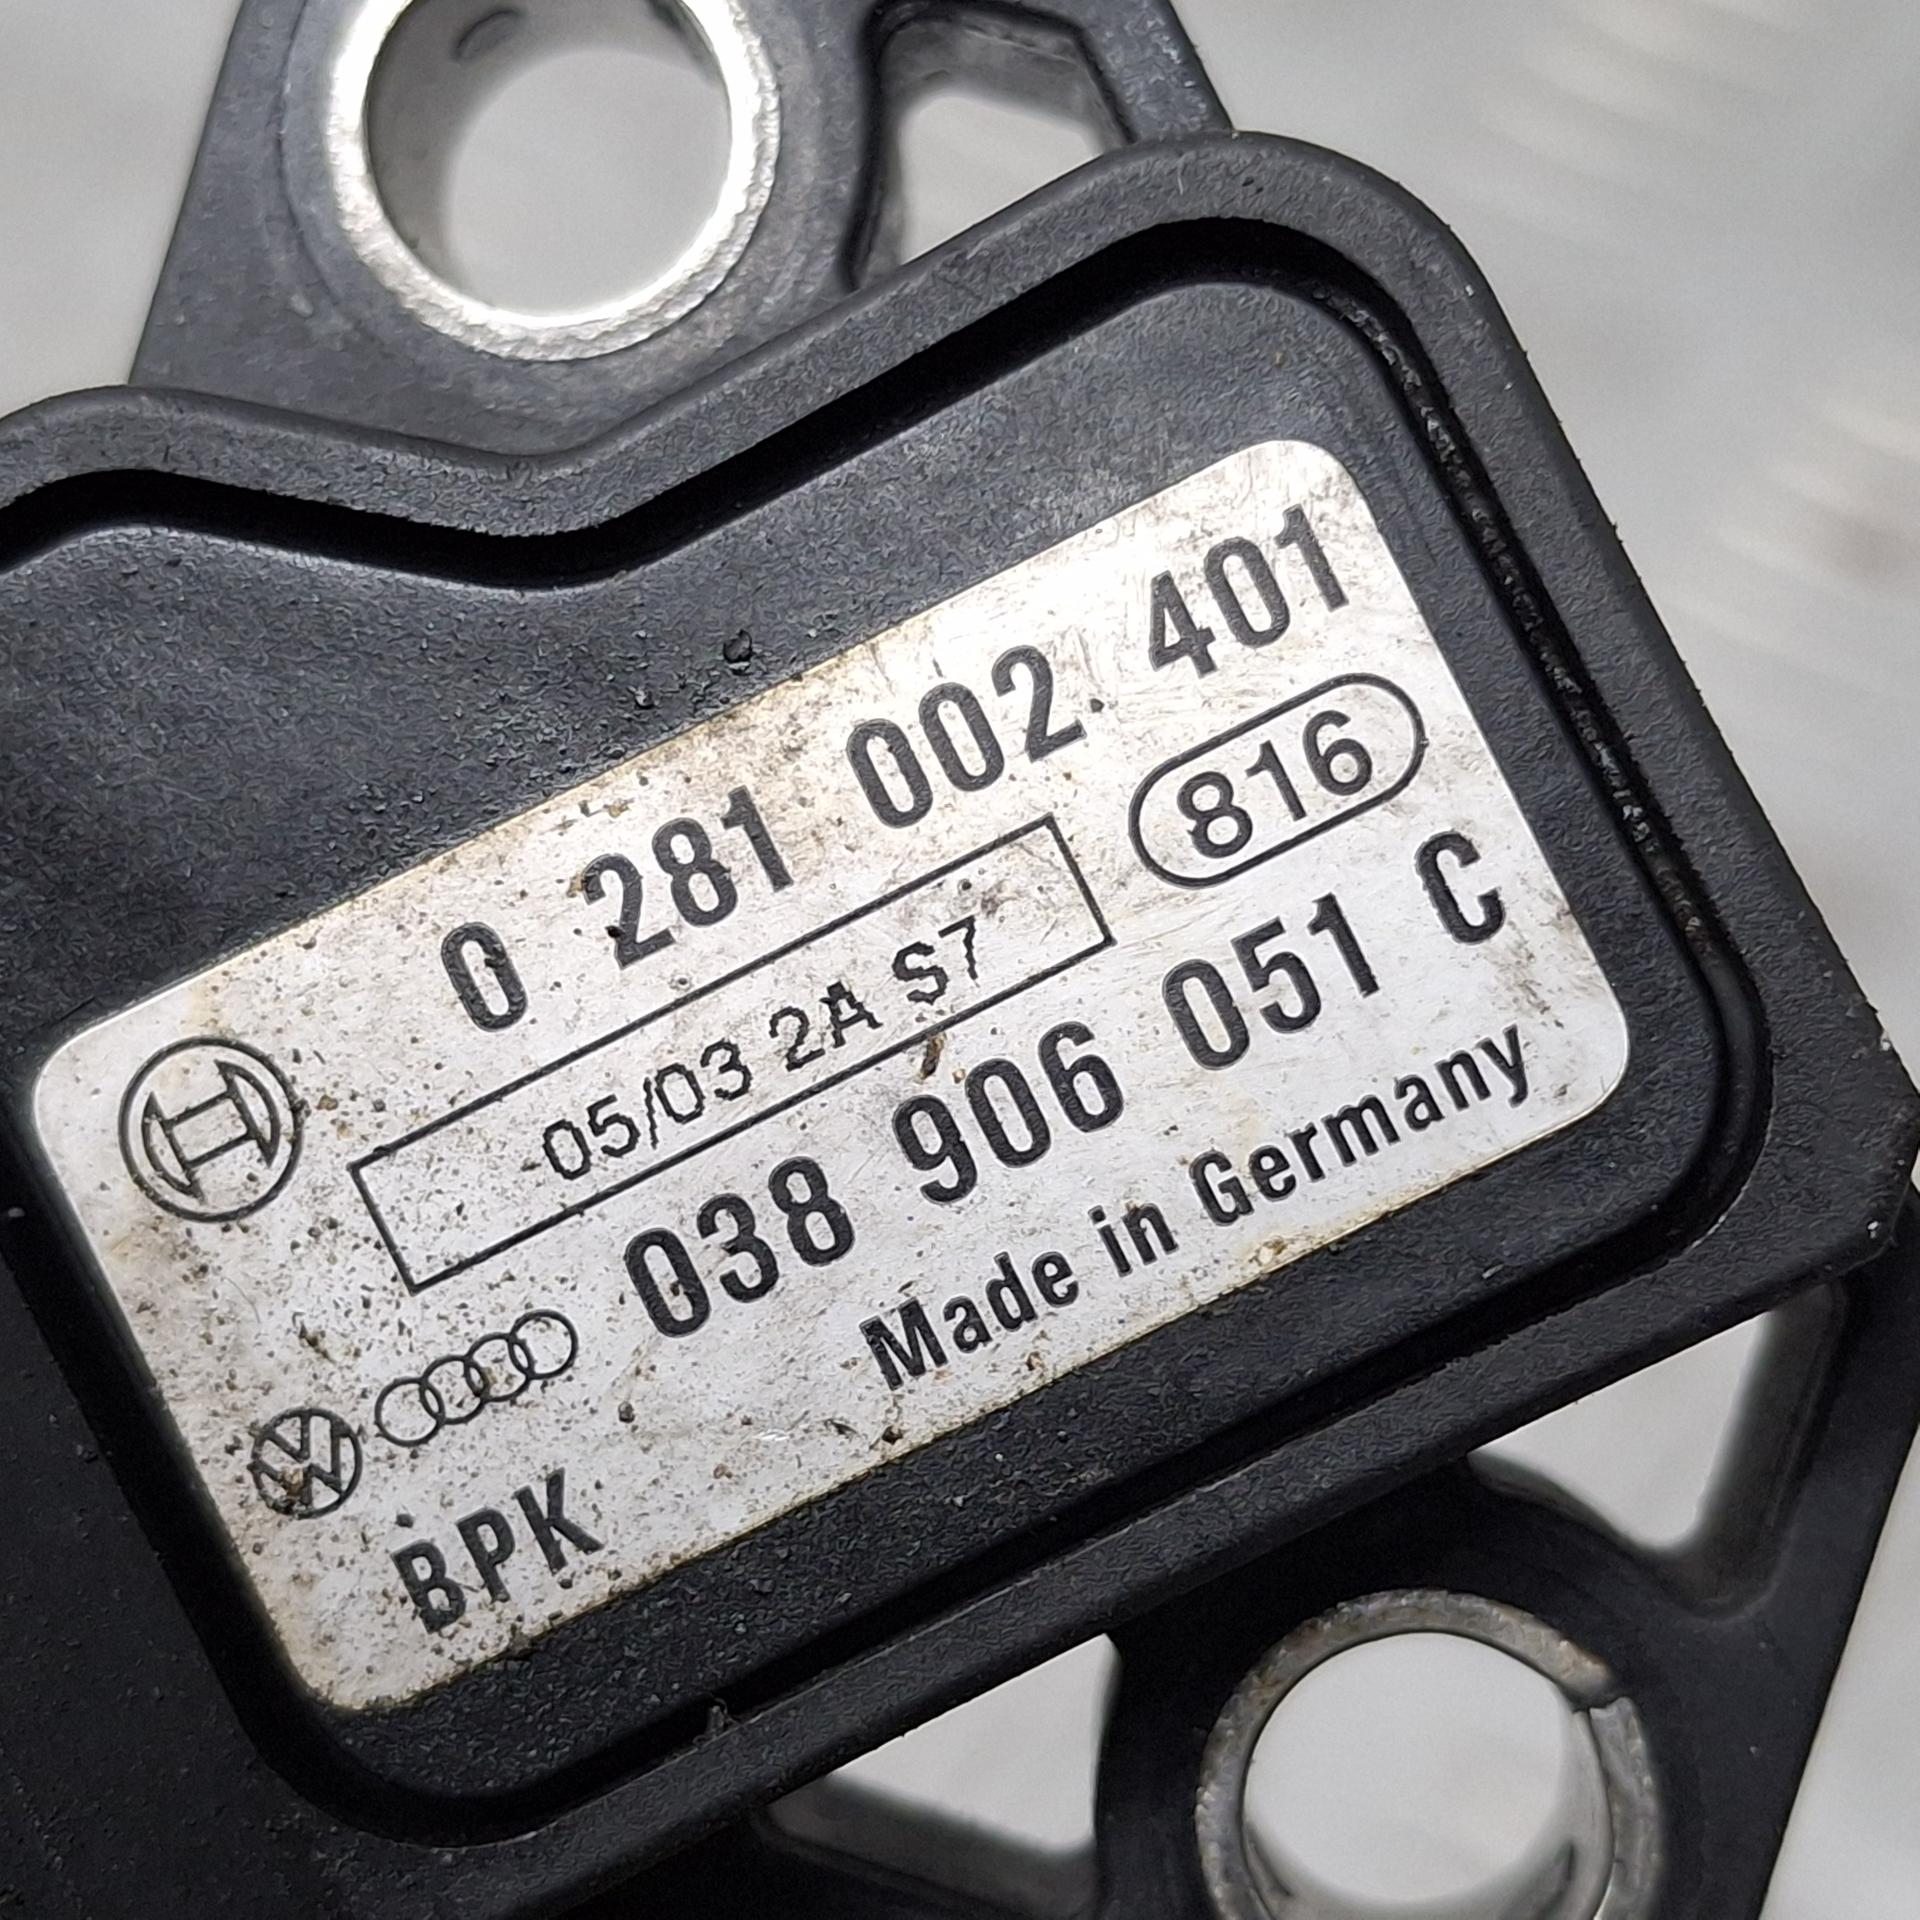 0 281 002 401
816
05/03 2A S7
038 906 051 C
Made in Germany
BPK